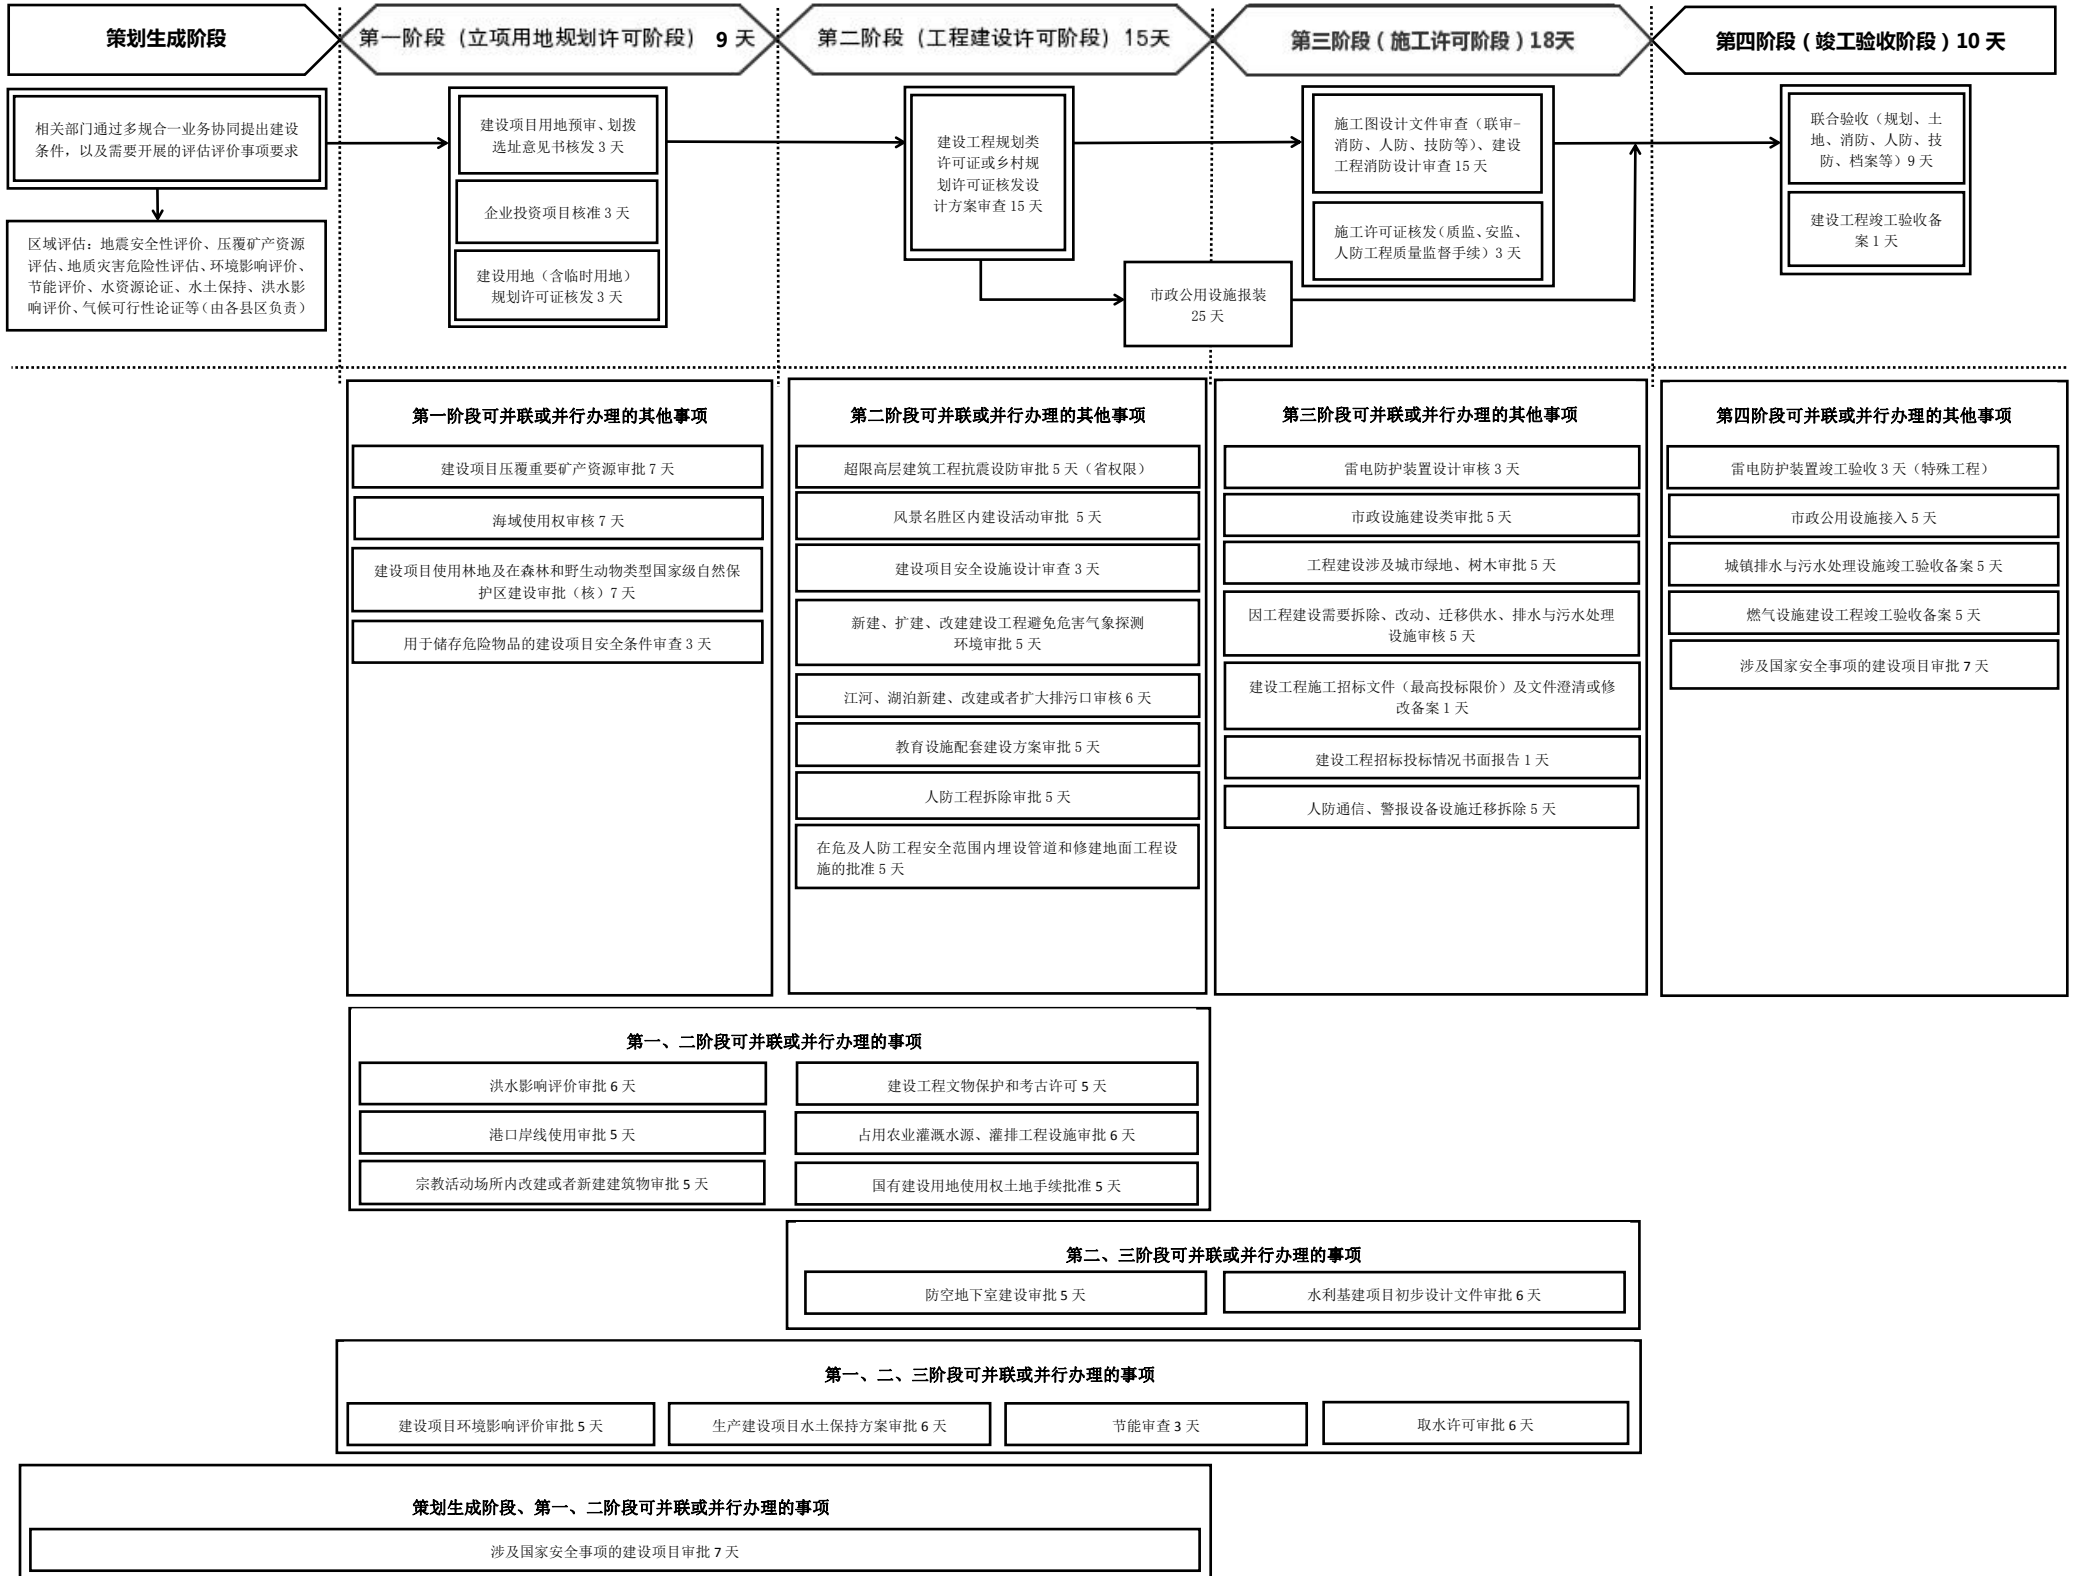 策划生成阶段
第一阶段（立项用地规划许可阶段） 9 天
第二阶段（工程建设许可阶段）15天
第三阶段（施工许可阶段）18天
第四阶段（竣工验收阶段）10 天
相关部门通过多规合一业务协同提出建设
条件，以及需要开展的评估评价事项要求
区域评估：地震安全性评价、压覆矿产资源
评估、地质灾害危险性评估、环境影响评价、
节能评价、水资源论证、水土保持、洪水影
响评价、气候可行性论证等（由各县区负责）
建设项目用地预审、划拨
选址意见书核发 3 天
企业投资项目核准 3 天
建设用地（含临时用地）
规划许可证核发 3 天
建设工程规划类
许可证或乡村规
划许可证核发设
计方案审查 15 天
市政公用设施报装
25 天
施工图设计文件审查（联审-
消防、人防、技防等）、建设
工程消防设计审查 15 天
施工许可证核发（质监、安监、
人防工程质量监督手续）3 天
联合验收（规划、土
地、消防、人防、技
防、档案等）9 天
建设工程竣工验收备
案 1 天
第一阶段可并联或并行办理的其他事项
建设项目压覆重要矿产资源审批 7 天
海域使用权审核 7 天
建设项目使用林地及在森林和野生动物类型国家级自然保
护区建设审批（核）7 天
用于储存危险物品的建设项目安全条件审查 3 天
第二阶段可并联或并行办理的其他事项
超限高层建筑工程抗震设防审批 5 天（省权限）
风景名胜区内建设活动审批 5 天
建设项目安全设施设计审查 3 天
新建、扩建、改建建设工程避免危害气象探测
环境审批 5 天
江河、湖泊新建、改建或者扩大排污口审核 6 天
教育设施配套建设方案审批 5 天
人防工程拆除审批 5 天
在危及人防工程安全范围内埋设管道和修建地面工程设
施的批准 5 天
第三阶段可并联或并行办理的其他事项
雷电防护装置设计审核 3 天
市政设施建设类审批 5 天
工程建设涉及城市绿地、树木审批 5 天
因工程建设需要拆除、改动、迁移供水、排水与污水处理
设施审核 5 天
建设工程施工招标文件（最高投标限价）及文件澄清或修
改备案 1 天
建设工程招标投标情况书面报告 1 天
人防通信、警报设备设施迁移拆除 5 天
第四阶段可并联或并行办理的其他事项
雷电防护装置竣工验收 3 天（特殊工程）
市政公用设施接入 5 天
城镇排水与污水处理设施竣工验收备案 5 天
燃气设施建设工程竣工验收备案 5 天
涉及国家安全事项的建设项目审批 7 天
第一、二阶段可并联或并行办理的事项
洪水影响评价审批 6 天
建设工程文物保护和考古许可 5 天
港口岸线使用审批 5 天
占用农业灌溉水源、灌排工程设施审批 6 天
宗教活动场所内改建或者新建建筑物审批 5 天
国有建设用地使用权土地手续批准 5 天
第二、三阶段可并联或并行办理的事项
防空地下室建设审批 5 天
水利基建项目初步设计文件审批 6 天
第一、二、三阶段可并联或并行办理的事项
建设项目环境影响评价审批 5 天
生产建设项目水土保持方案审批 6 天
节能审查 3 天
取水许可审批 6 天
策划生成阶段、第一、二阶段可并联或并行办理的事项
涉及国家安全事项的建设项目审批 7 天